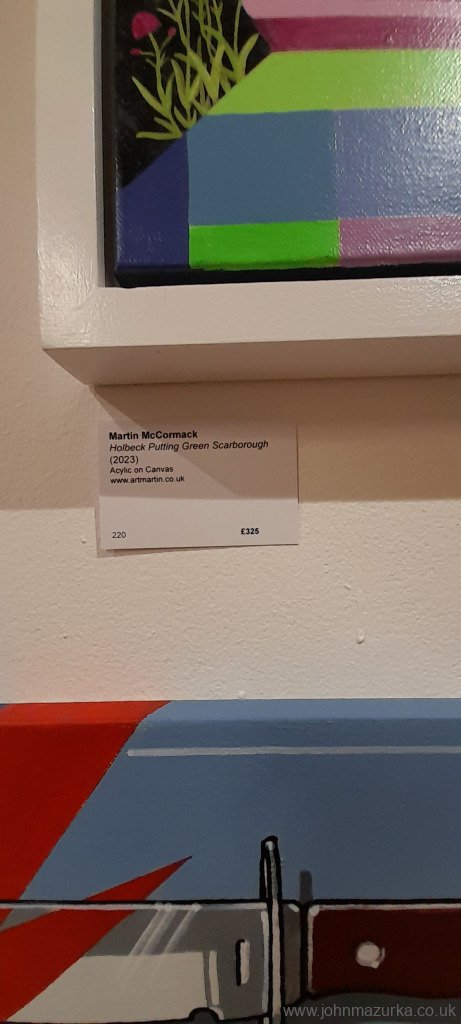 Martin McCormack
Holbeck Putting Green Scarborough
(2023)
Acylic on Canvas
www.artmartin.co.uk
220 £325
www.johnmazurka.co.uk